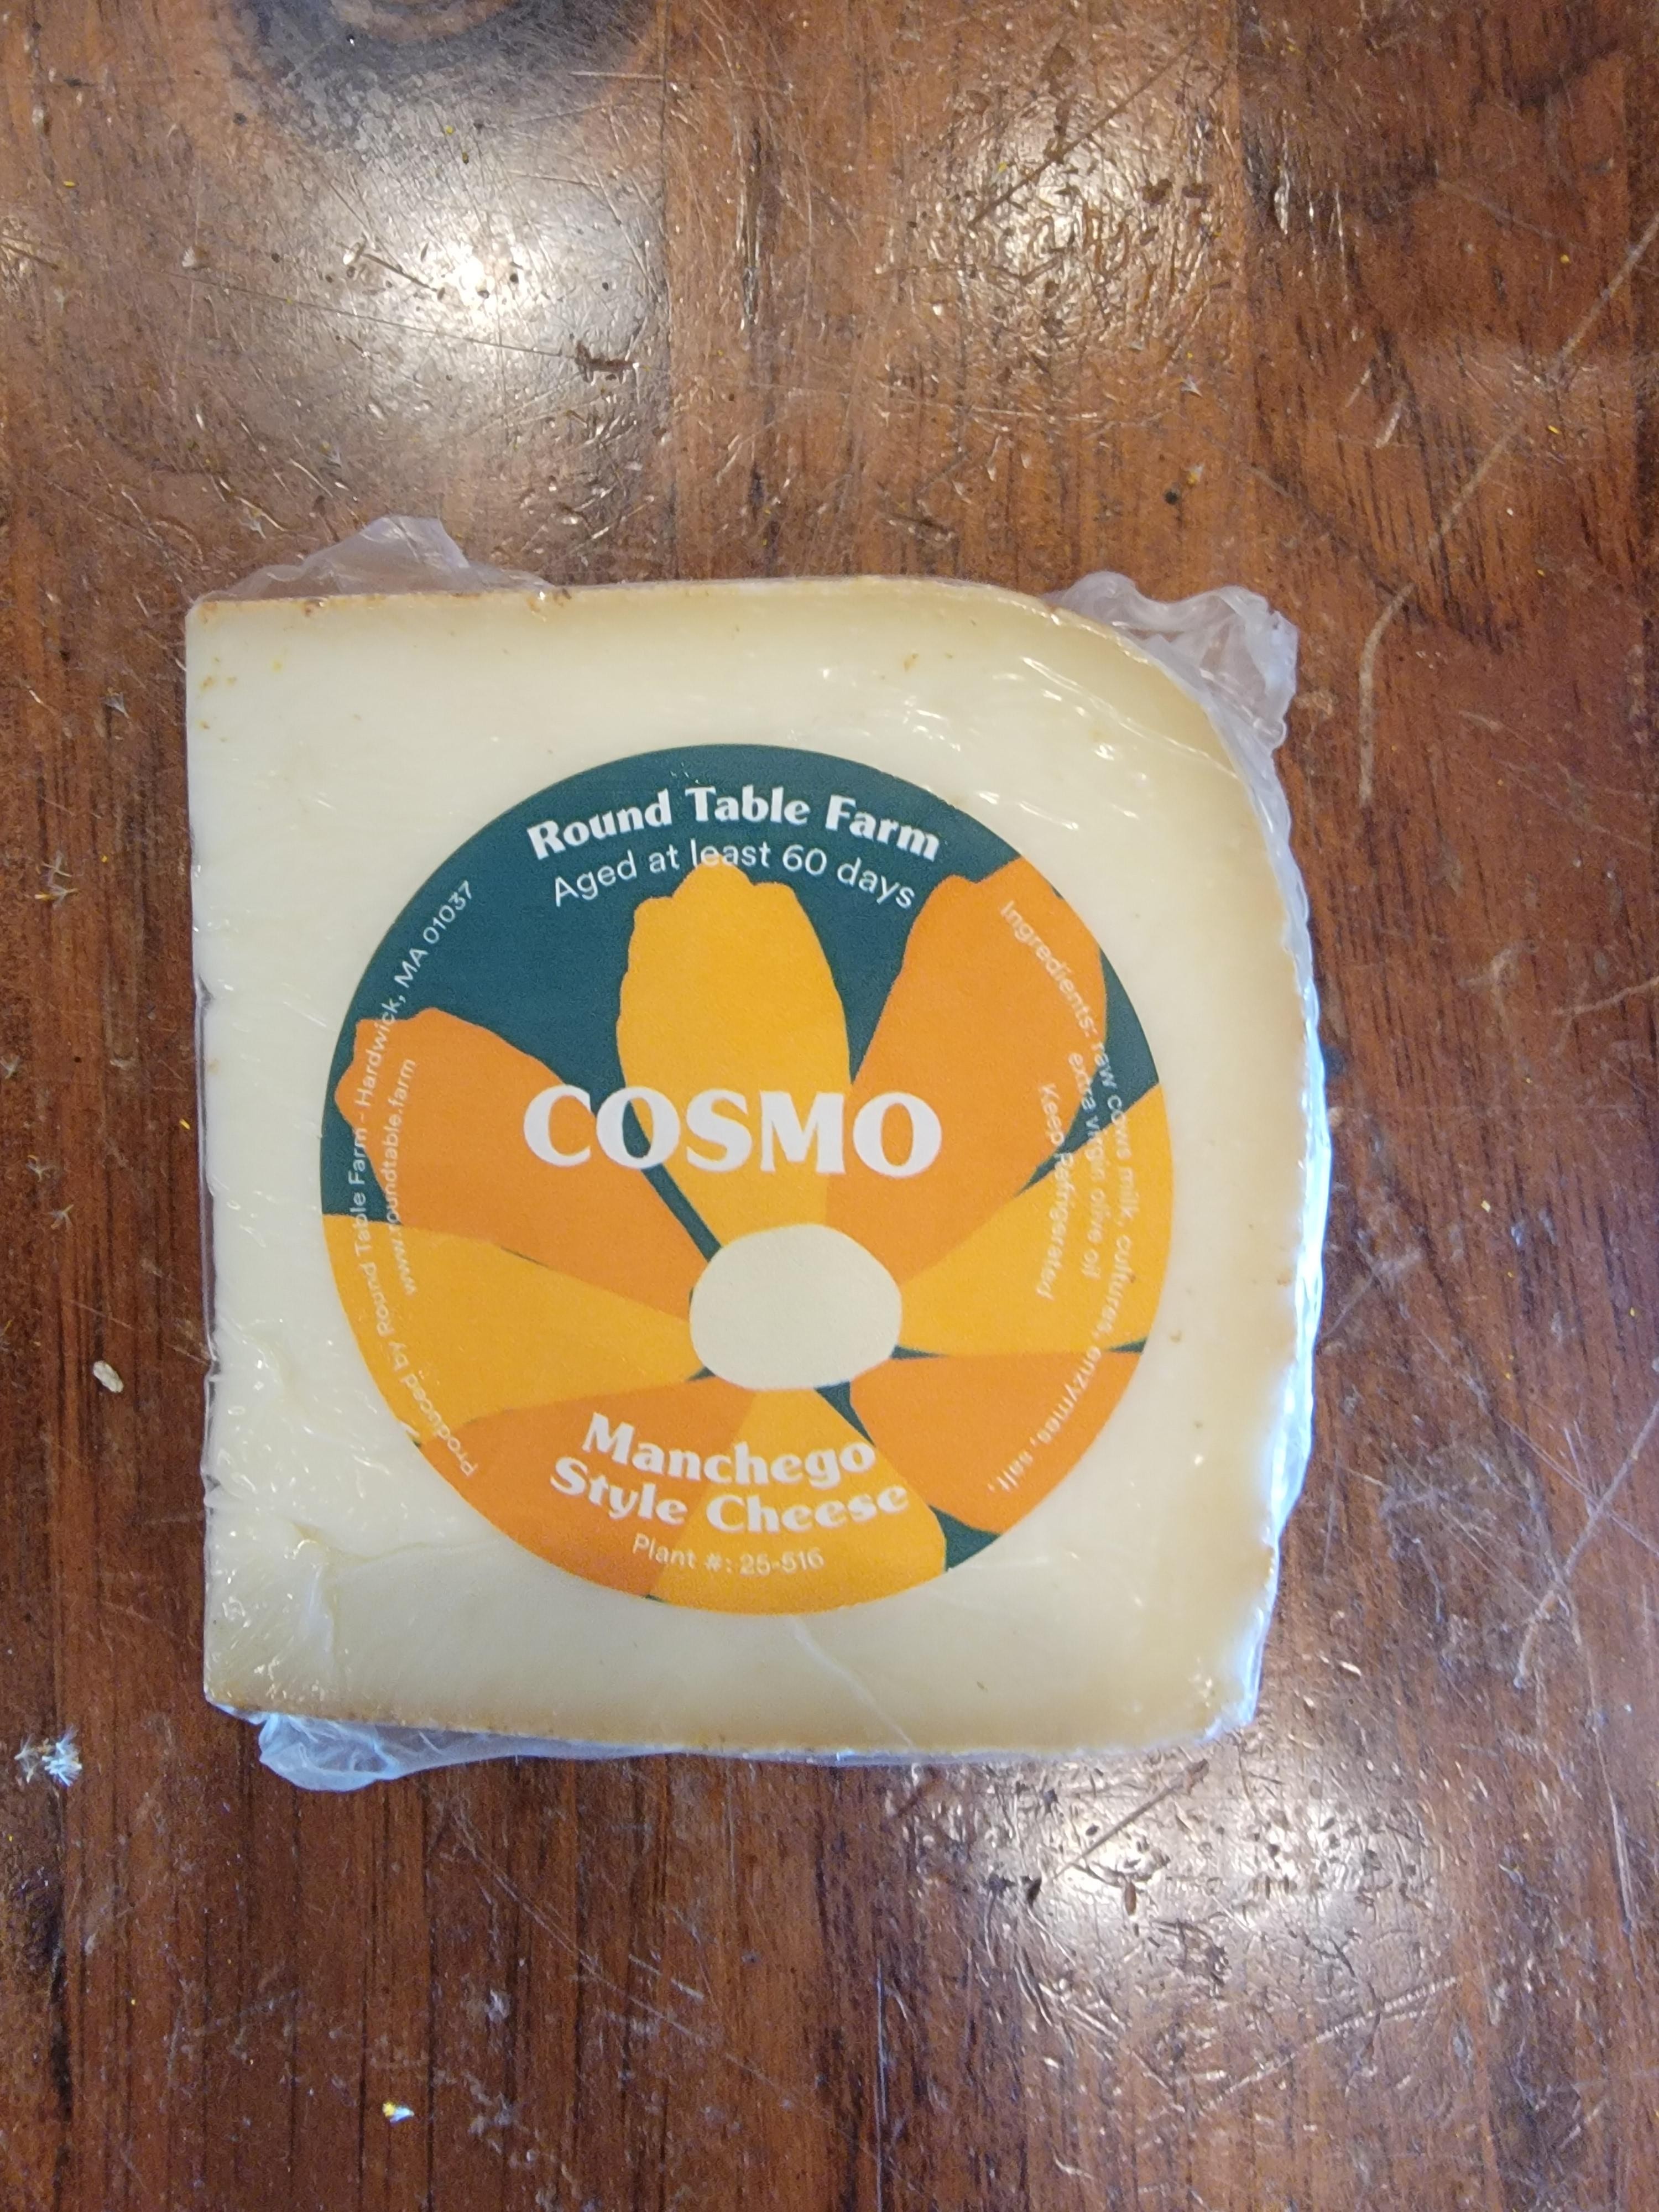 Round Table Farm
Aged at least 60 days
COSMO
Manchego
Style Cheese
Plant #: 25-516
Produced by Round Table Farm - Hardwick, MA 01037
www.roundtable.farm
Ingredients: raw cows milk, cultures, enzymes, salt,
extra virgin olive oil
Keep Refrigerated